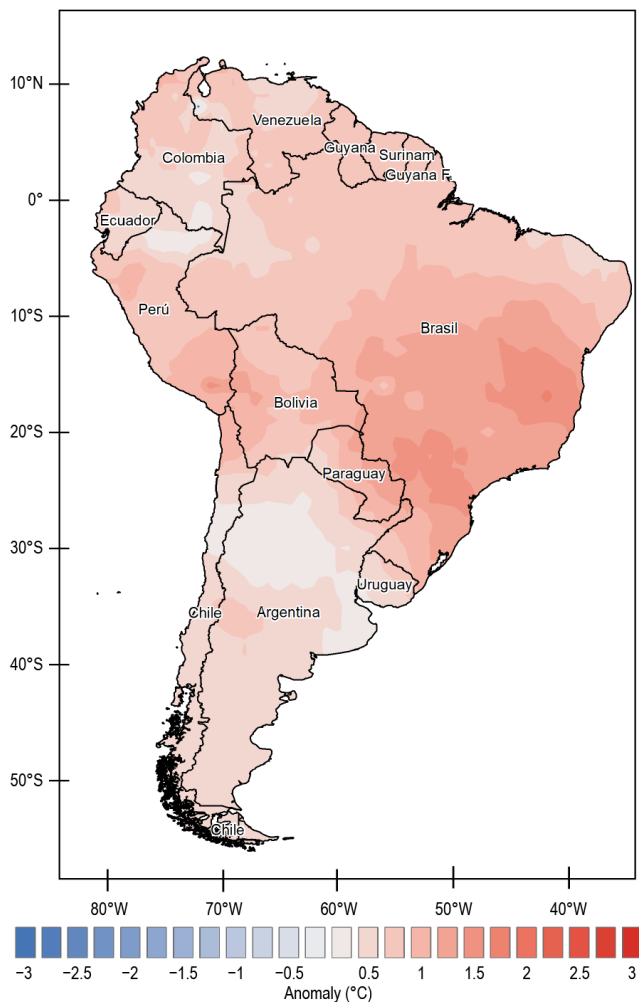 10°N
Venezuela
Guyana
Surinam
Colombia
Guyana F.
0°
Ecuador
10°S
Perú
Brasil
Bolivia
20°S
Paraguay
30°S
Uruguay
Chile
Argentina
40°S
50°S
Chile
80°W 70°W 60°W 50°W 40°W
−3 −2.5 −2 −1.5 −1 −0.5 0.5 1 1.5 2 2.5 3
Anomaly (°C)